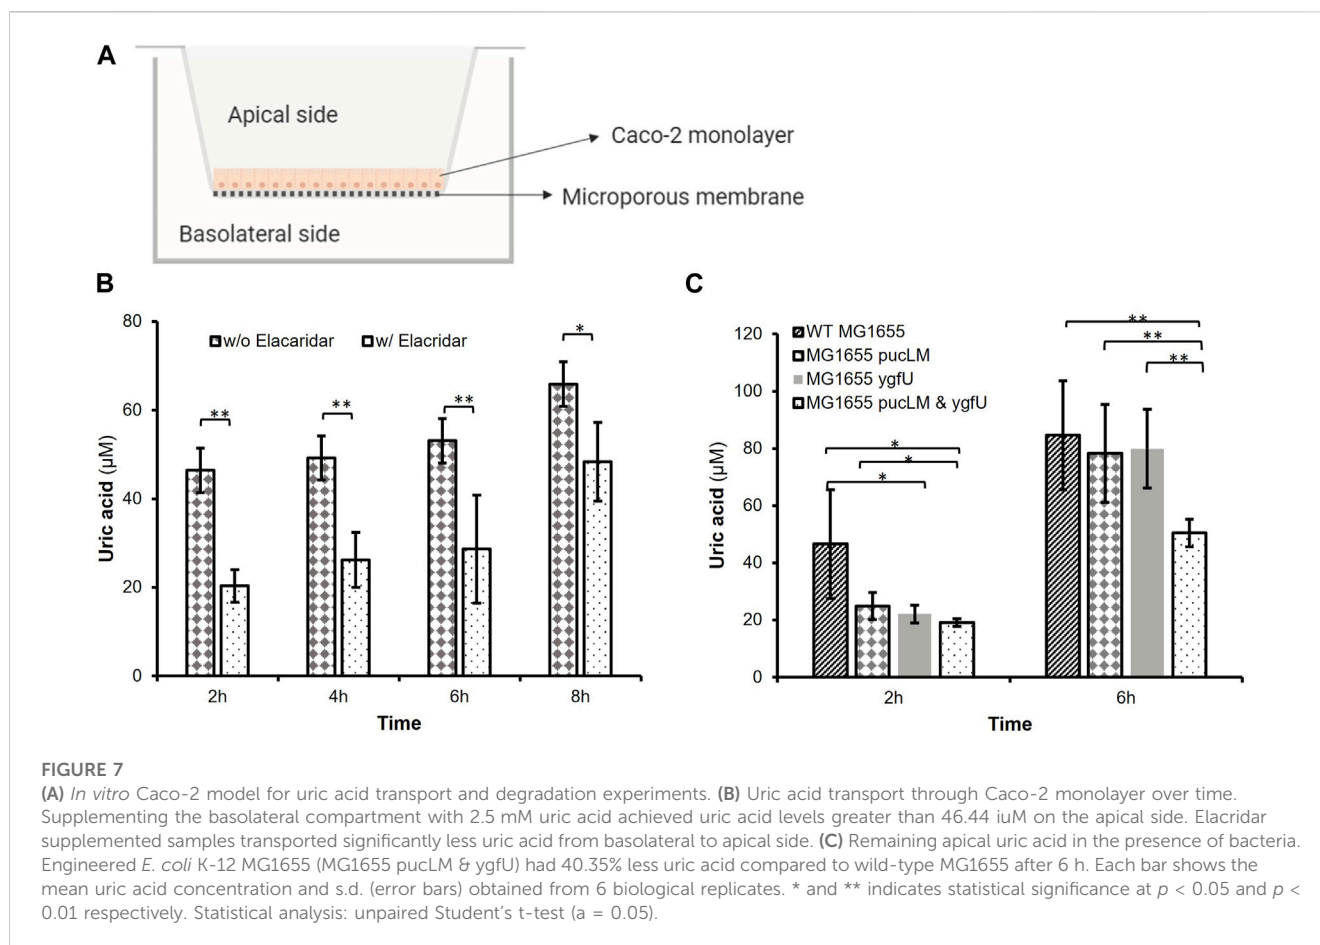 A
Apical side
Caco-2 monolayer
Microporous membrane
Basolateral side
B
80
60
40
20
0
Uric acid (µM)
w/o Elacaridar
w/ Elacridar
**
**
**
*
2h
4h
6h
8h
Time
C
120
100
80
60
40
20
0
Uric acid (µM)
WT MG1655
MG1655 pucLM
MG1655 ygfU
MG1655 pucLM & ygfU
*
*
*
**
**
**
2h
6h
Time
FIGURE 7
(A) In vitro Caco-2 model for uric acid transport and degradation experiments. (B) Uric acid transport through Caco-2 monolayer over time.
Supplementing the basolateral compartment with 2.5 mM uric acid achieved uric acid levels greater than 46.44 iuM on the apical side. Elacridar
supplemented samples transported significantly less uric acid from basolateral to apical side. (C) Remaining apical uric acid in the presence of bacteria.
Engineered E. coli K-12 MG1655 (MG1655 pucLM & ygfU) had 40.35% less uric acid compared to wild-type MG1655 after 6 h. Each bar shows the
mean uric acid concentration and s.d. (error bars) obtained from 6 biological replicates. * and ** indicates statistical significance at p < 0.05 and p <
0.01 respectively. Statistical analysis: unpaired Student's t-test (a = 0.05).